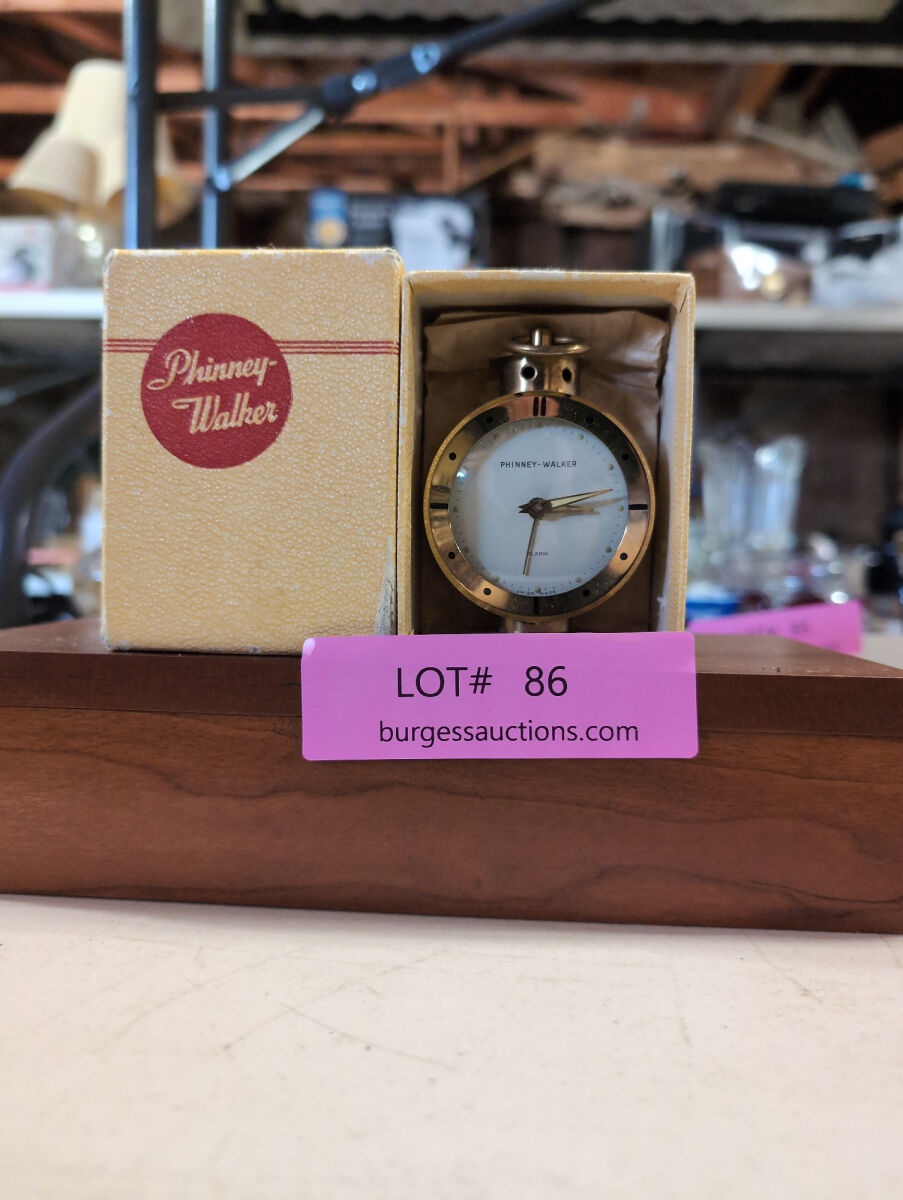 Phinney-
Walker
PHINNEY-WALKER
ALARM
SWISS MADE
LOT# 86
burgessauctions.com